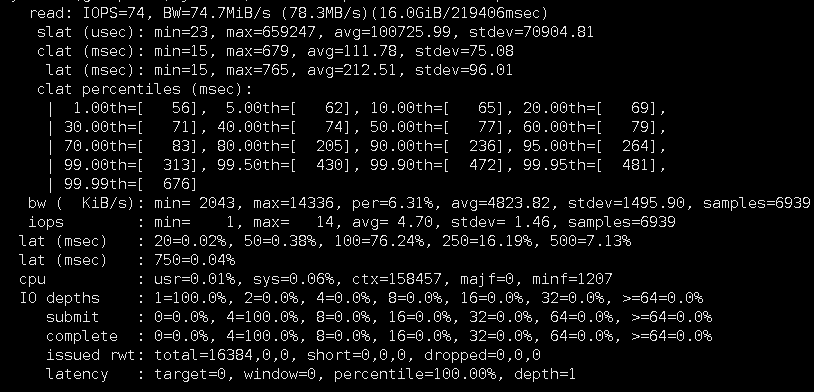 read: IOPS=74, BW=74.7MiB/s (78.3MB/s)(16.0GiB/219406msec)
slat (usec): min=23, max=659247, avg=100725.99, stdev=70904.81
clat (msec): min=15, max=679, avg=111.78, stdev=75.08
lat (msec): min=15, max=765, avg=212.51, stdev=96.01
clat percentiles (msec):
| 1.00th=[ 56], 5.00th=[ 62], 10.00th=[ 65], 20.00th=[ 69],
| 30.00th=[ 71], 40.00th=[ 74], 50.00th=[ 77], 60.00th=[ 79],
| 70.00th=[ 83], 80.00th=[ 205], 90.00th=[ 236], 95.00th=[ 264],
| 99.00th=[ 313], 99.50th=[ 430], 99.90th=[ 472], 99.95th=[ 481],
| 99.99th=[ 676]
bw ( KiB/s): min= 2043, max=14336, per=6.31%, avg=4823.82, stdev=1495.90, samples=6939
iops : min= 1, max= 14, avg= 4.70, stdev= 1.46, samples=6939
lat (msec) : 20=0.02%, 50=0.38%, 100=76.24%, 250=16.19%, 500=7.13%
lat (msec) : 750=0.04%
cpu : usr=0.01%, sys=0.06%, ctx=158457, majf=0, minf=1207
IO depths : 1=100.0%, 2=0.0%, 4=0.0%, 8=0.0%, 16=0.0%, 32=0.0%, >=64=0.0%
submit : 0=0.0%, 4=100.0%, 8=0.0%, 16=0.0%, 32=0.0%, 64=0.0%, >=64=0.0%
complete : 0=0.0%, 4=100.0%, 8=0.0%, 16=0.0%, 32=0.0%, 64=0.0%, >=64=0.0%
issued rwt: total=16384,0,0, short=0,0,0, dropped=0,0,0
latency : target=0, window=0, percentile=100.00%, depth=1